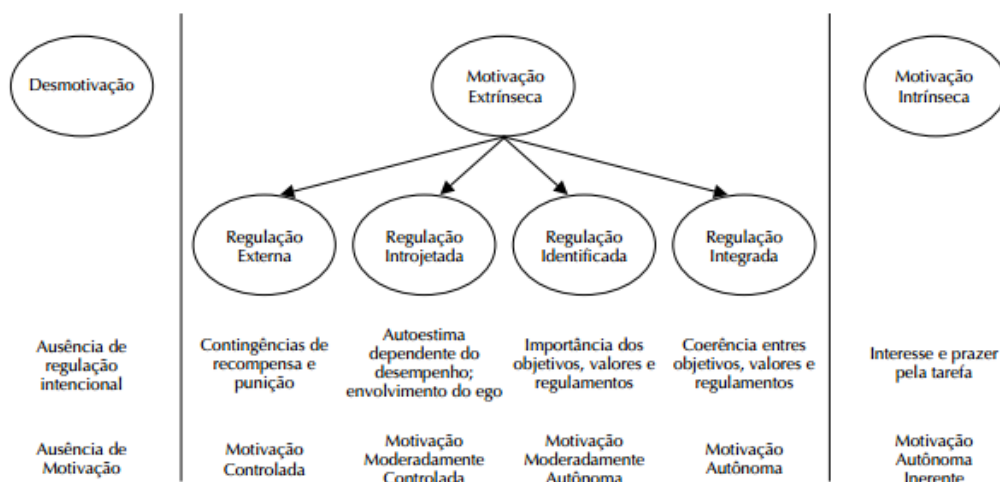 Desmotivação
Motivação
Extrínseca
Motivação
Intrínseca
Regulação
Externa
Regulação
Introjetada
Regulação
Identificada
Regulação
Integrada
Ausência de
regulação
intencional
Contingências de
recompensa e
punição
Autoestima
dependente do
desempenho;
envolvimento do ego
Importância dos
objetivos, valores e
regulamentos
Coerência entres
objetivos, valores e
regulamentos
Interesse e prazer
pela tarefa
Ausência de
Motivação
Motivação
Controlada
Motivação
Moderadamente
Controlada
Motivação
Moderadamente
Autônoma
Motivação
Autônoma
Motivação
Autônoma
Inerente